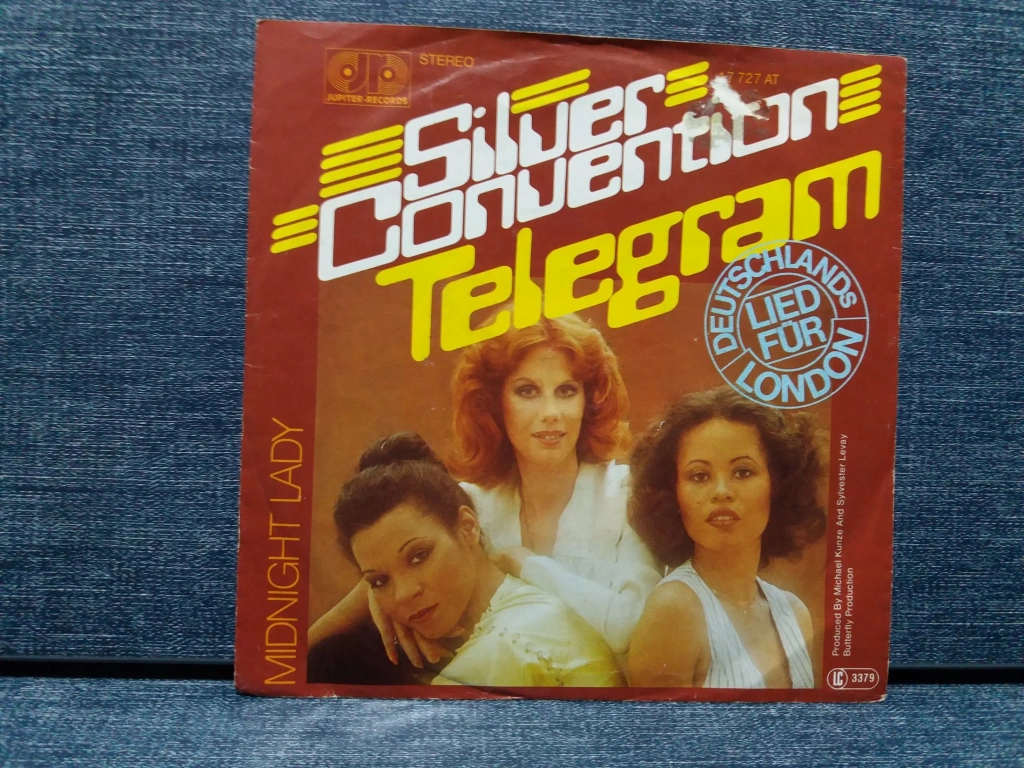 JUPITER-RECORDS
STEREO
7 727 AT
Silver
Convention
Telegram
DEUTSCHLANDS
LIED
FÜR
LONDON
MIDNIGHT LADY
Produced By Michael Kunze And Sylvester Levay
Butterfly Production
LC 3379